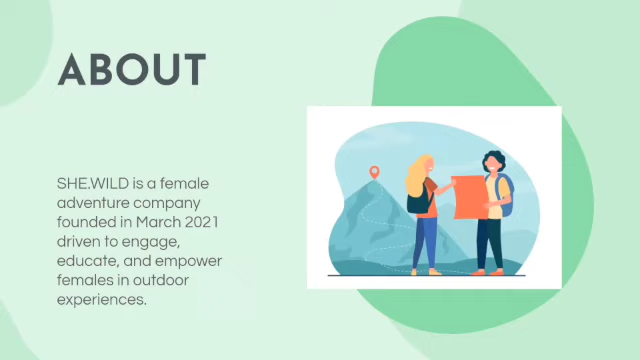 ABOUT
SHE.WILD is a female
adventure company
founded in March 2021
driven to engage,
educate, and empower
females in outdoor
experiences.